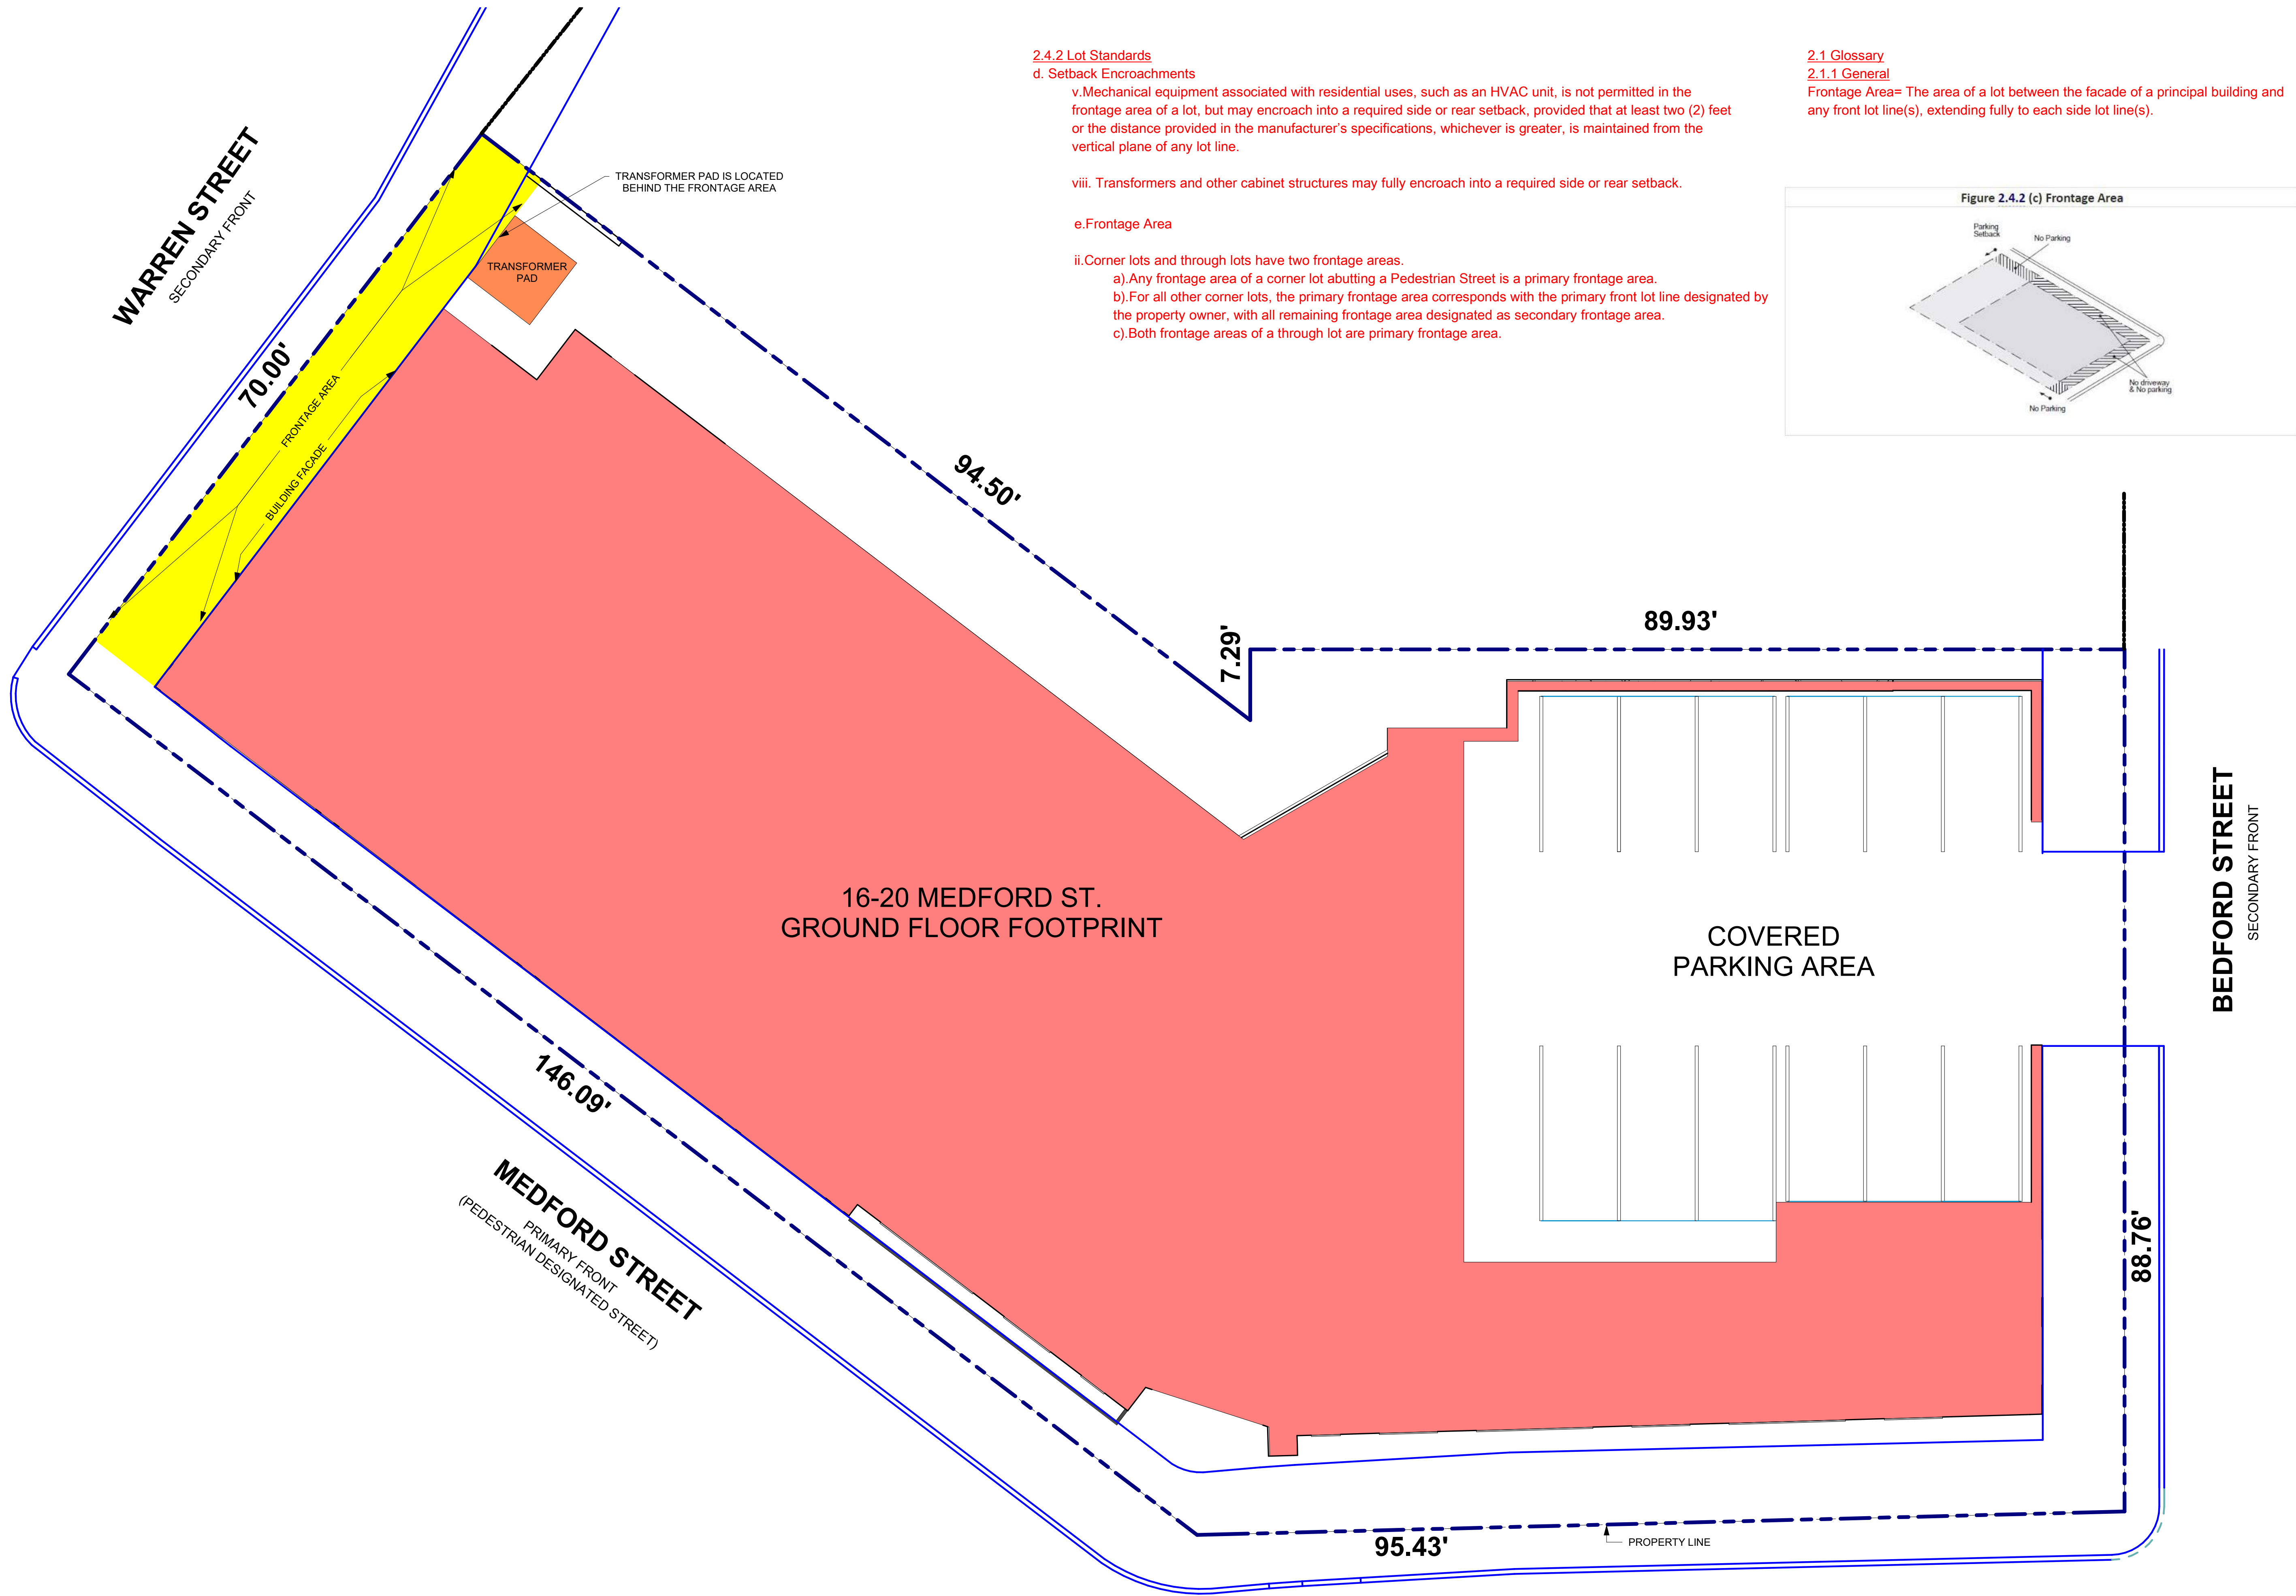 2.4.2 Lot Standards
d. Setback Encroachments
v.Mechanical equipment associated with residential uses, such as an HVAC unit, is not permitted in the
frontage area of a lot, but may encroach into a required side or rear setback, provided that at least two (2) feet
or the distance provided in the manufacturer's specifications, whichever is greater, is maintained from the
vertical plane of any lot line.
viii. Transformers and other cabinet structures may fully encroach into a required side or rear setback.
e.Frontage Area
ii.Corner lots and through lots have two frontage areas.
a).Any frontage area of a corner lot abutting a Pedestrian Street is a primary frontage area.
b).For all other corner lots, the primary frontage area corresponds with the primary front lot line designated by
the property owner, with all remaining frontage area designated as secondary frontage area.
c).Both frontage areas of a through lot are primary frontage area.
2.1 Glossary
2.1.1 General
Frontage Area= The area of a lot between the facade of a principal building and
any front lot line(s), extending fully to each side lot line(s).
Figure 2.4.2 (c) Frontage Area
Parking
Setback
No Parking
No driveway
& No parking
No Parking
WARREN STREET
SECONDARY FRONT
TRANSFORMER PAD IS LOCATED
BEHIND THE FRONTAGE AREA
TRANSFORMER
PAD
70.00'
FRONTAGE AREA
BUILDING FACADE
94.50'
7.29'
89.93'
16-20 MEDFORD ST.
GROUND FLOOR FOOTPRINT
COVERED
PARKING AREA
BEDFORD STREET
SECONDARY FRONT
146.09'
MEDFORD STREET
PRIMARY FRONT
(PEDESTRIAN DESIGNATED STREET)
88.76'
95.43'
PROPERTY LINE